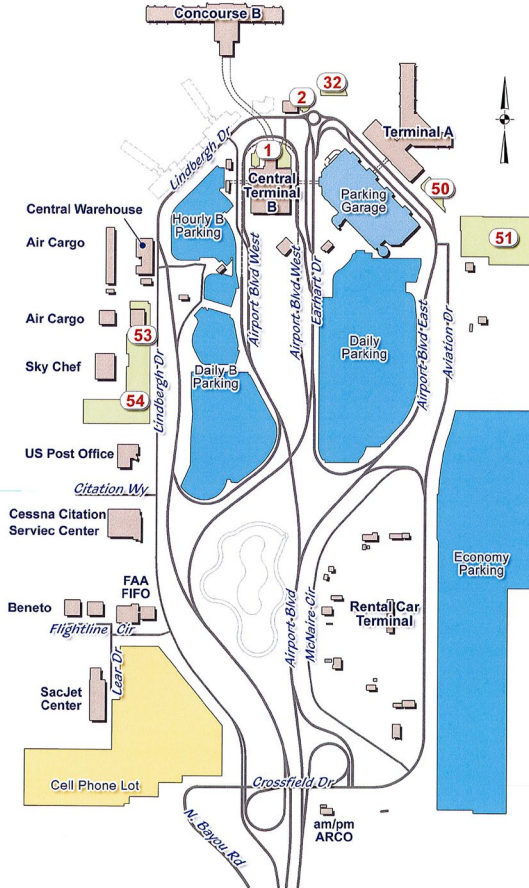 Concourse B
32
2
Terminal A
Lindbergh Dr
1
Central
Terminal
B
Parking
Garage
50
Central Warehouse
Hourly B
Parking
51
Air Cargo
Airport Blvd West
Airport Blvd West
Earhart Dr
Air Cargo
53
Daily
Parking
Airport Blvd East
Aviation Dr
Sky Chef
Lindbergh Dr
Daily B
Parking
54
US Post Office
Citation Wy
Cessna Citation
Serviec Center
Economy
Parking
FAA
FIFO
Beneto
Flightline Cir
Airport Blvd
McNaire Cir
Rental Car
Terminal
Lear Dr
SacJet
Center
Cell Phone Lot
Crossfield Dr
N. Bayou Rd
am/pm
ARCO